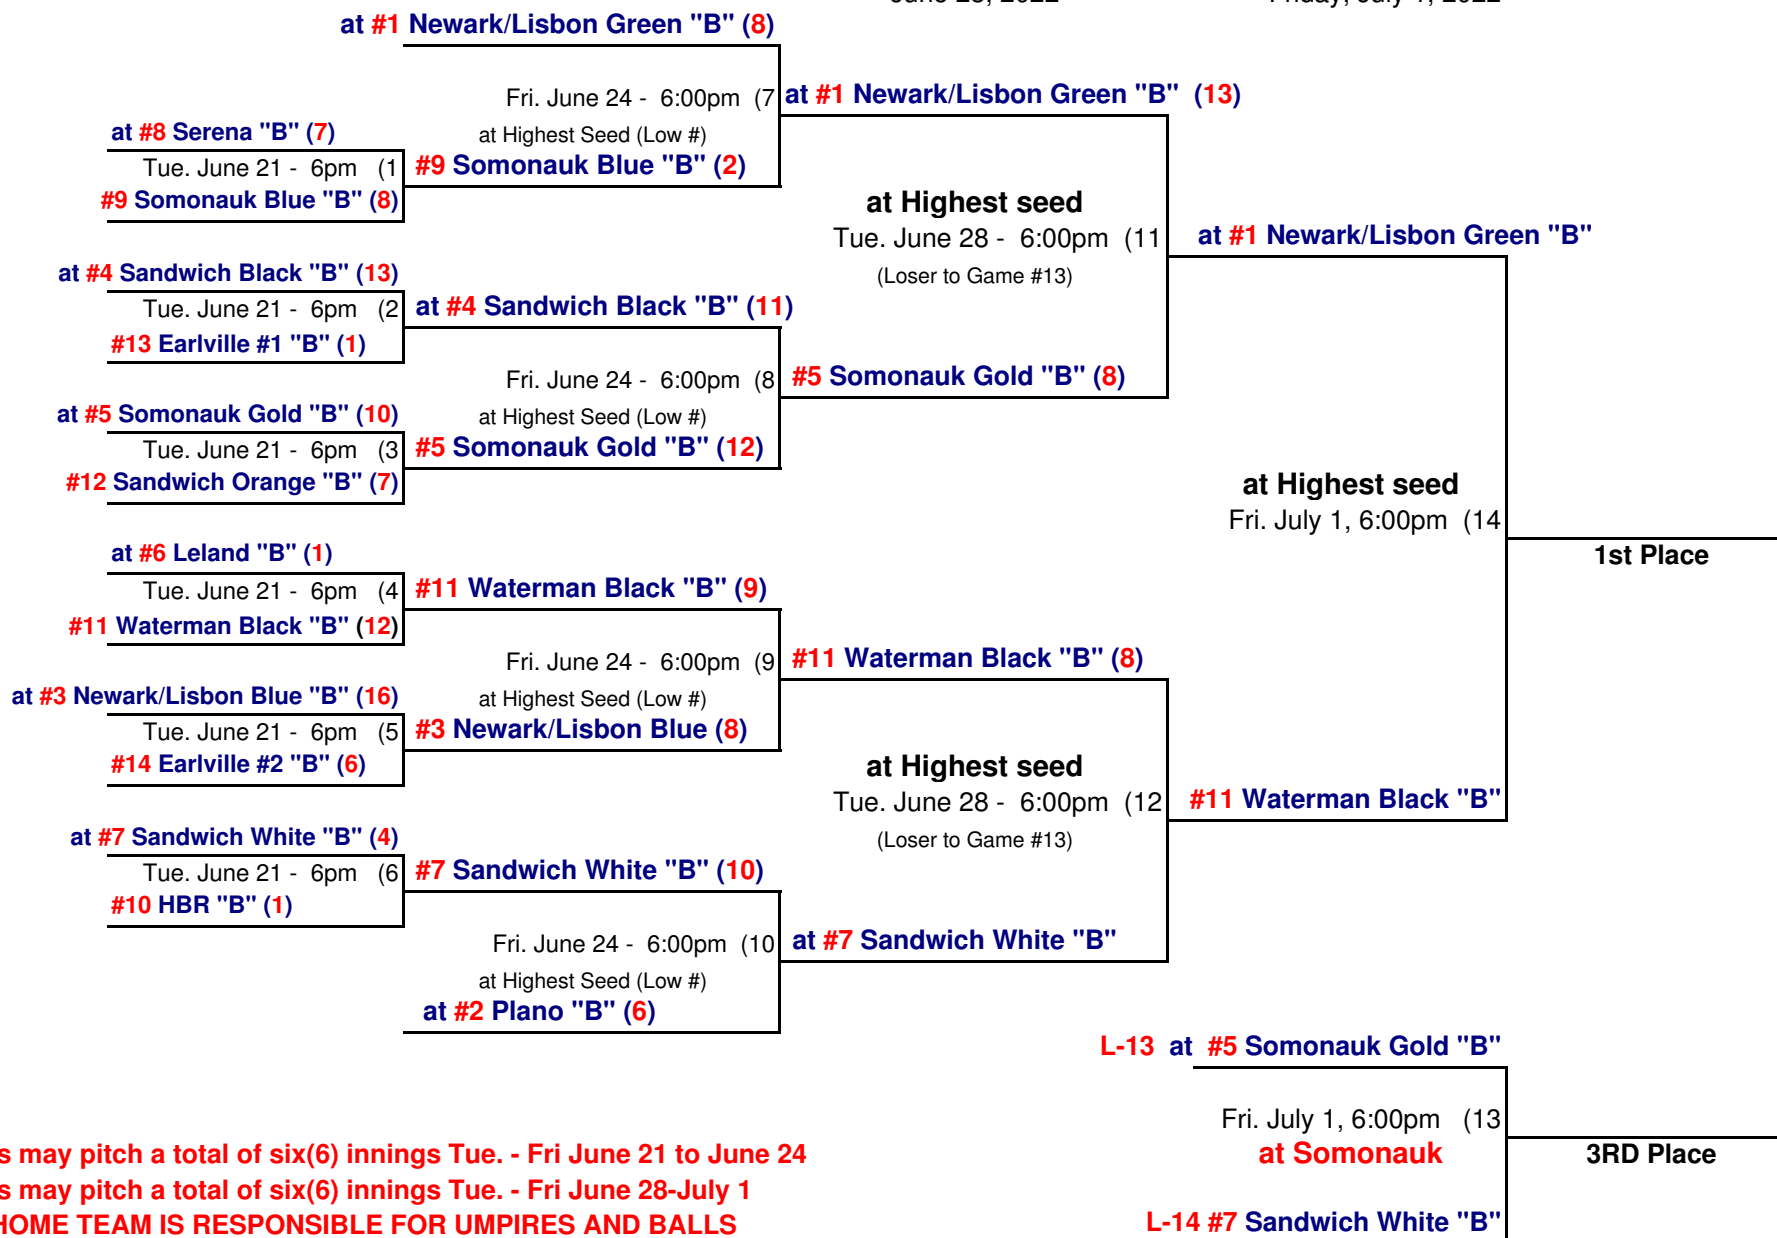 at #1 Newark/Lisbon Green "B" (8)
Fri. June 24 - 6:00pm (7
at #1 Newark/Lisbon Green "B" (13)
at #8 Serena "B" (7)
at Highest Seed (Low #)
Tue. June 21 - 6pm (1
#9 Somonauk Blue "B" (2)
#9 Somonauk Blue "B" (8)
at Highest seed
Tue. June 28 - 6:00pm (11
at #1 Newark/Lisbon Green "B"
at #4 Sandwich Black "B" (13)
(Loser to Game #13)
Tue. June 21 - 6pm (2
at #4 Sandwich Black "B" (11)
#13 Earlville #1 "B" (1)
Fri. June 24 - 6:00pm (8
#5 Somonauk Gold "B" (8)
at #5 Somonauk Gold "B" (10)
at Highest Seed (Low #)
Tue. June 21 - 6pm (3
#5 Somonauk Gold "B" (12)
#12 Sandwich Orange "B" (7)
at Highest seed
Fri. July 1, 6:00pm (14
at #6 Leland "B" (1)
1st Place
Tue. June 21 - 6pm (4
#11 Waterman Black "B" (9)
#11 Waterman Black "B" (12)
Fri. June 24 - 6:00pm (9
#11 Waterman Black "B" (8)
at #3 Newark/Lisbon Blue "B" (16)
at Highest Seed (Low #)
Tue. June 21 - 6pm (5
#3 Newark/Lisbon Blue (8)
#14 Earlville #2 "B" (6)
at Highest seed
Tue. June 28 - 6:00pm (12
#11 Waterman Black "B"
at #7 Sandwich White "B" (4)
(Loser to Game #13)
Tue. June 21 - 6pm (6
#7 Sandwich White "B" (10)
#10 HBR "B" (1)
Fri. June 24 - 6:00pm (10
at #7 Sandwich White "B"
at Highest Seed (Low #)
at #2 Plano "B" (6)
L-13 at #5 Somonauk Gold "B"
Fri. July 1, 6:00pm (13
at Somonauk
3RD Place
L-14 #7 Sandwich White "B"
s may pitch a total of six(6) innings Tue. - Fri June 21 to June 24
s may pitch a total of six(6) innings Tue. - Fri June 28-July 1
HOME TEAM IS RESPONSIBLE FOR UMPIRES AND BALLS